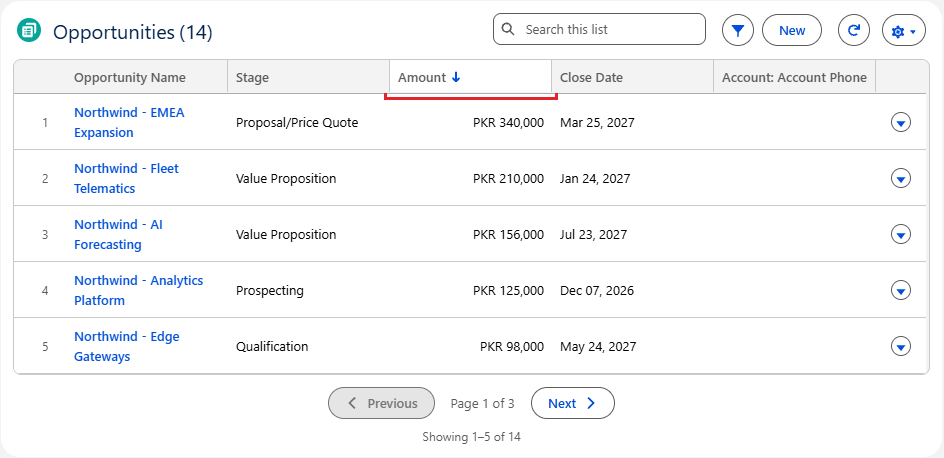 Opportunities (14)
Search this list
New
Opportunity Name Stage Amount Close Date Account: Account Phone
1 Northwind - EMEA Expansion Proposal/Price Quote PKR 340,000 Mar 25, 2027
2 Northwind - Fleet Telematics Value Proposition PKR 210,000 Jan 24, 2027
3 Northwind - AI Forecasting Value Proposition PKR 156,000 Jul 23, 2027
4 Northwind - Analytics Platform Prospecting PKR 125,000 Dec 07, 2026
5 Northwind - Edge Gateways Qualification PKR 98,000 May 24, 2027
Previous Page 1 of 3 Next
Showing 1–5 of 14